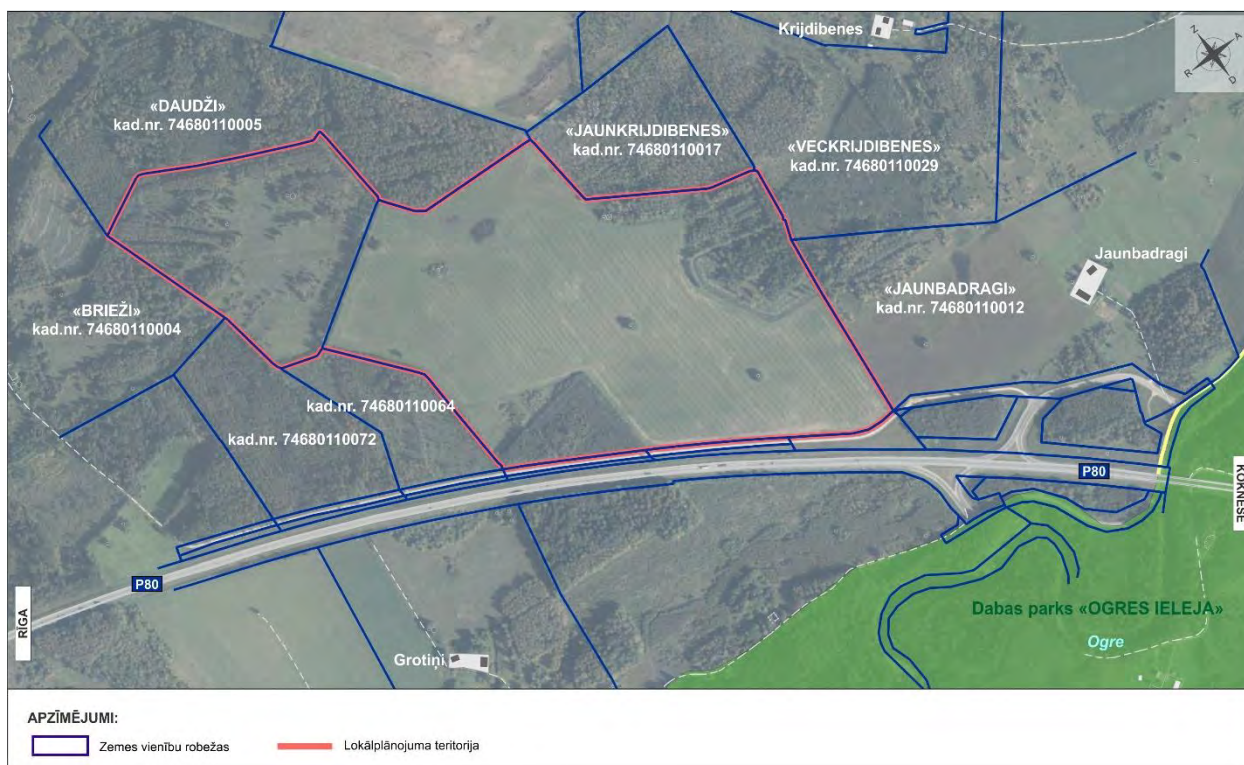 Krijdibenes
Z
A
R
D
«DAUDŽI»
kad.nr. 74680110005
«JAUNKRIJDIBENES»
kad.nr. 74680110017
«VECKRIJDIBENES»
kad.nr. 74680110029
Jaunbadragi
«JAUNBADRAGI»
kad.nr. 74680110012
«BRIEŽI»
kad.nr. 74680110004
kad.nr. 74680110064
kad.nr. 74680110072
P80
KOKNESE
P80
RĪGA
Dabas parks «OGRES IELEJA»
Ogre
Grotiņi
APZĪMĒJUMI:
Zemes vienību robežas
Lokālplānojuma teritorija